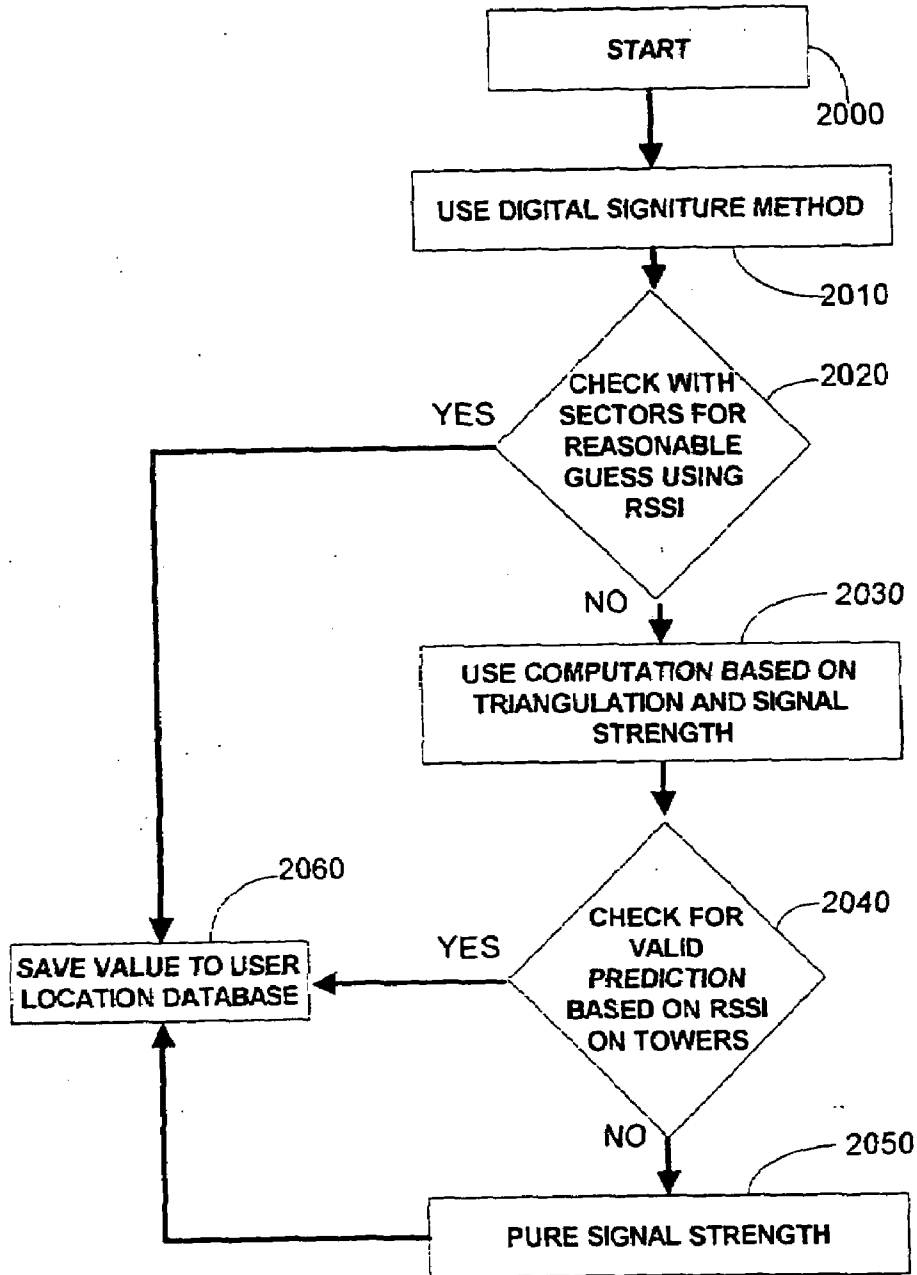 START
2000
USE DIGITAL SIGNITURE METHOD
2010
CHECK WITH
SECTORS FOR
REASONABLE
GUESS USING
RSSI
2020
YES
NO
2030
USE COMPUTATION BASED ON
TRIANGULATION AND SIGNAL
STRENGTH
2060
SAVE VALUE TO USER
LOCATION DATABASE
YES
CHECK FOR
VALID
PREDICTION
BASED ON RSSI
ON TOWERS
2040
NO
2050
PURE SIGNAL STRENGTH